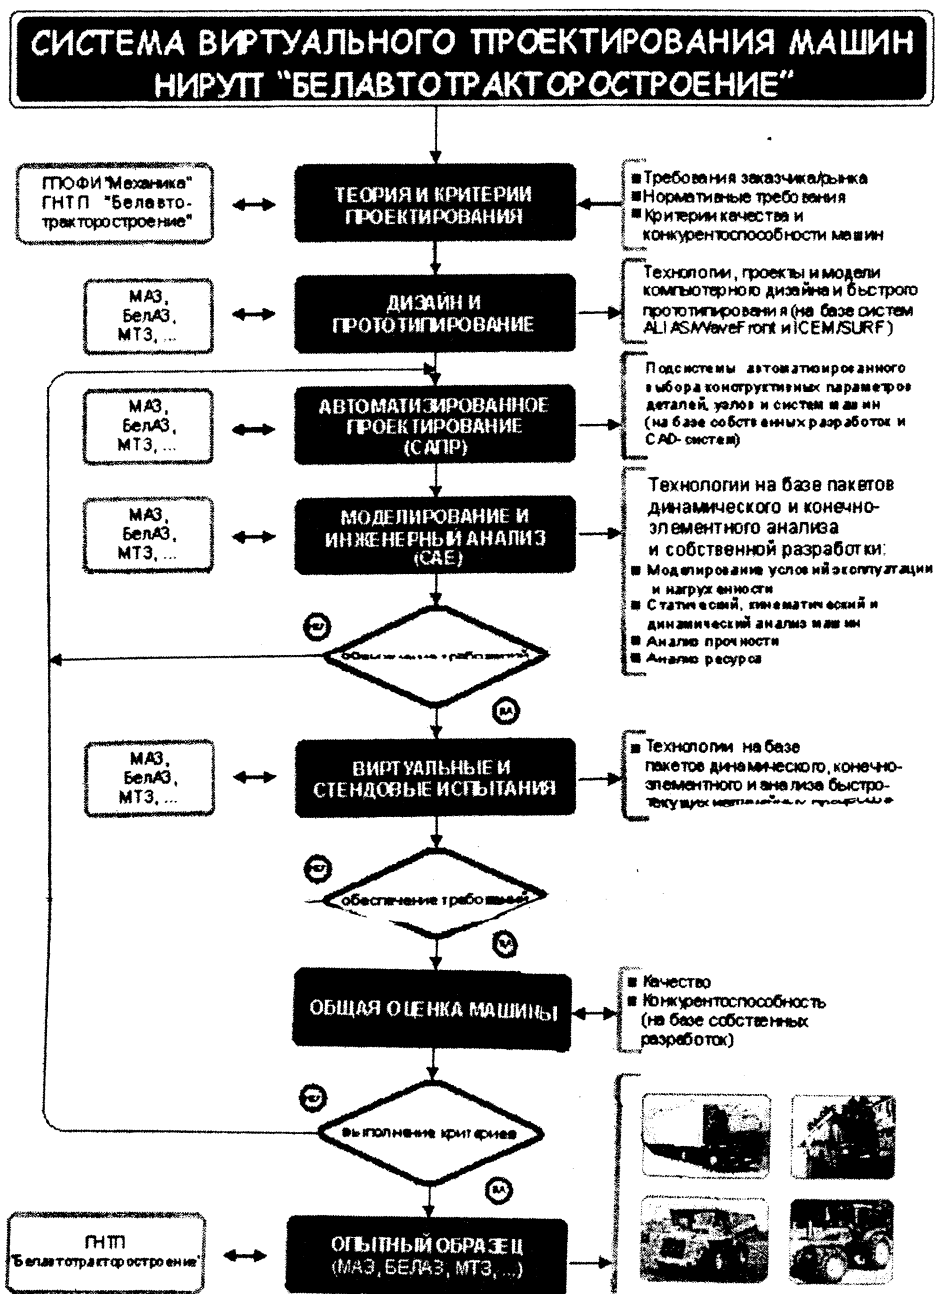 СИСТЕМА ВИРТУАЛЬНОГО ПРОЕКТИРОВАНИЯ МАШИН
НИРУП "БЕЛАВТОТРАКТОРОСТРОЕНИЕ"
ГПОФИ "Механика"
ГНТП "Белавто-
тракторостроение"
ТЕОРИЯ И КРИТЕРИИ
ПРОЕКТИРОВАНИЯ
■ Требования заказчика/рынка
■ Нормативные требования
■ Критерии качества и
конкурентоспособности машин
МАЗ,
БелАЗ,
МТЗ, ...
ДИЗАЙН И
ПРОТОТИПИРОВАНИЕ
Технологии, проекты и модели
компьютерного дизайна и быстрого
прототипирования (на базе систем
ALIAS/WaveFront и ICEM/SURF)
МАЗ,
БелАЗ,
МТЗ, ...
АВТОМАТИЗИРОВАННОЕ
ПРОЕКТИРОВАНИЕ
(САПР)
Подсистемы автоматизированного
выбора конструктивных параметров
деталей, узлов и систем машин
(на базе собственных разработок и
CAD-систем)
МАЗ,
БелАЗ,
МТЗ, ...
МОДЕЛИРОВАНИЕ И
ИНЖЕНЕРНЫЙ АНАЛИЗ
(CAE)
Технологии на базе пакетов
динамического и конечно-
элементного анализа
и собственной разработки:
■ Моделирование условий эксплуатации
и нагруженности
■ Статический, кинематический и
динамический анализ машин
■ Анализ прочности
■ Анализ ресурса
НЕТ
требований
ДА
МАЗ,
БелАЗ,
МТЗ, ...
ВИРТУАЛЬНЫЕ И
СТЕНДОВЫЕ ИСПЫТАНИЯ
■ Технологии на базе
пакетов динамического, конечно-
элементного и анализа быстро-
текущих нелинейных
НЕТ
обеспечение требований
ДА
ОБЩАЯ ОЦЕНКА МАШИНЫ
■ Качество
■ Конкурентоспособность
(на базе собственных
разработок)
НЕТ
выполнение критериев
ДА
ГНТП
"Белавтотракторостроение"
ОПЫТНЫЙ ОБРАЗЕЦ
(МАЗ, БЕЛАЗ, МТЗ, ...)